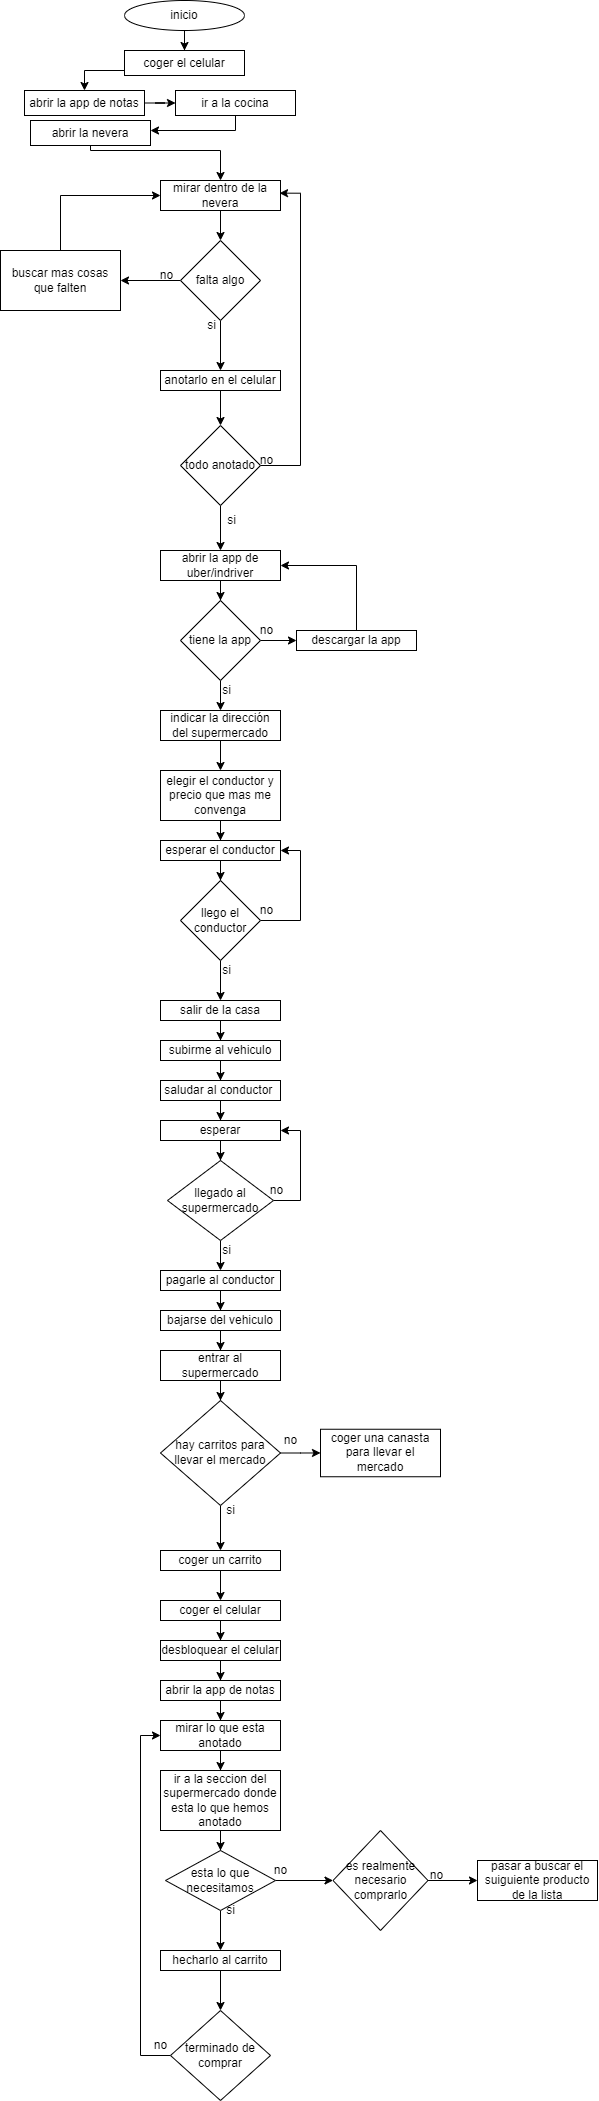 inicio
coger el celular
abrir la app de notas
ir a la cocina
abrir la nevera
mirar dentro de la
nevera
buscar mas cosas
que falten
no
falta algo
si
anotarlo en el celular
todo anotado
no
si
abrir la app de
uber/indriver
tiene la app
no
descargar la app
si
indicar la dirección
del supermercado
elegir el conductor y
precio que mas me
convenga
esperar el conductor
llego el
conductor
no
si
salir de la casa
subirme al vehiculo
saludar al conductor
esperar
llegado al
supermercado
no
si
pagarle al conductor
bajarse del vehiculo
entrar al
supermercado
hay carritos para
llevar el mercado
no
coger una canasta
para llevar el
mercado
si
coger un carrito
coger el celular
desbloquear el celular
abrir la app de notas
mirar lo que esta
anotado
ir a la seccion del
supermercado donde
esta lo que hemos
anotado
esta lo que
necesitamos
no
es realmente
necesario
comprarlo
no
pasar a buscar el
suiguiente producto
de la lista
si
hecharlo al carrito
no
terminado de
comprar